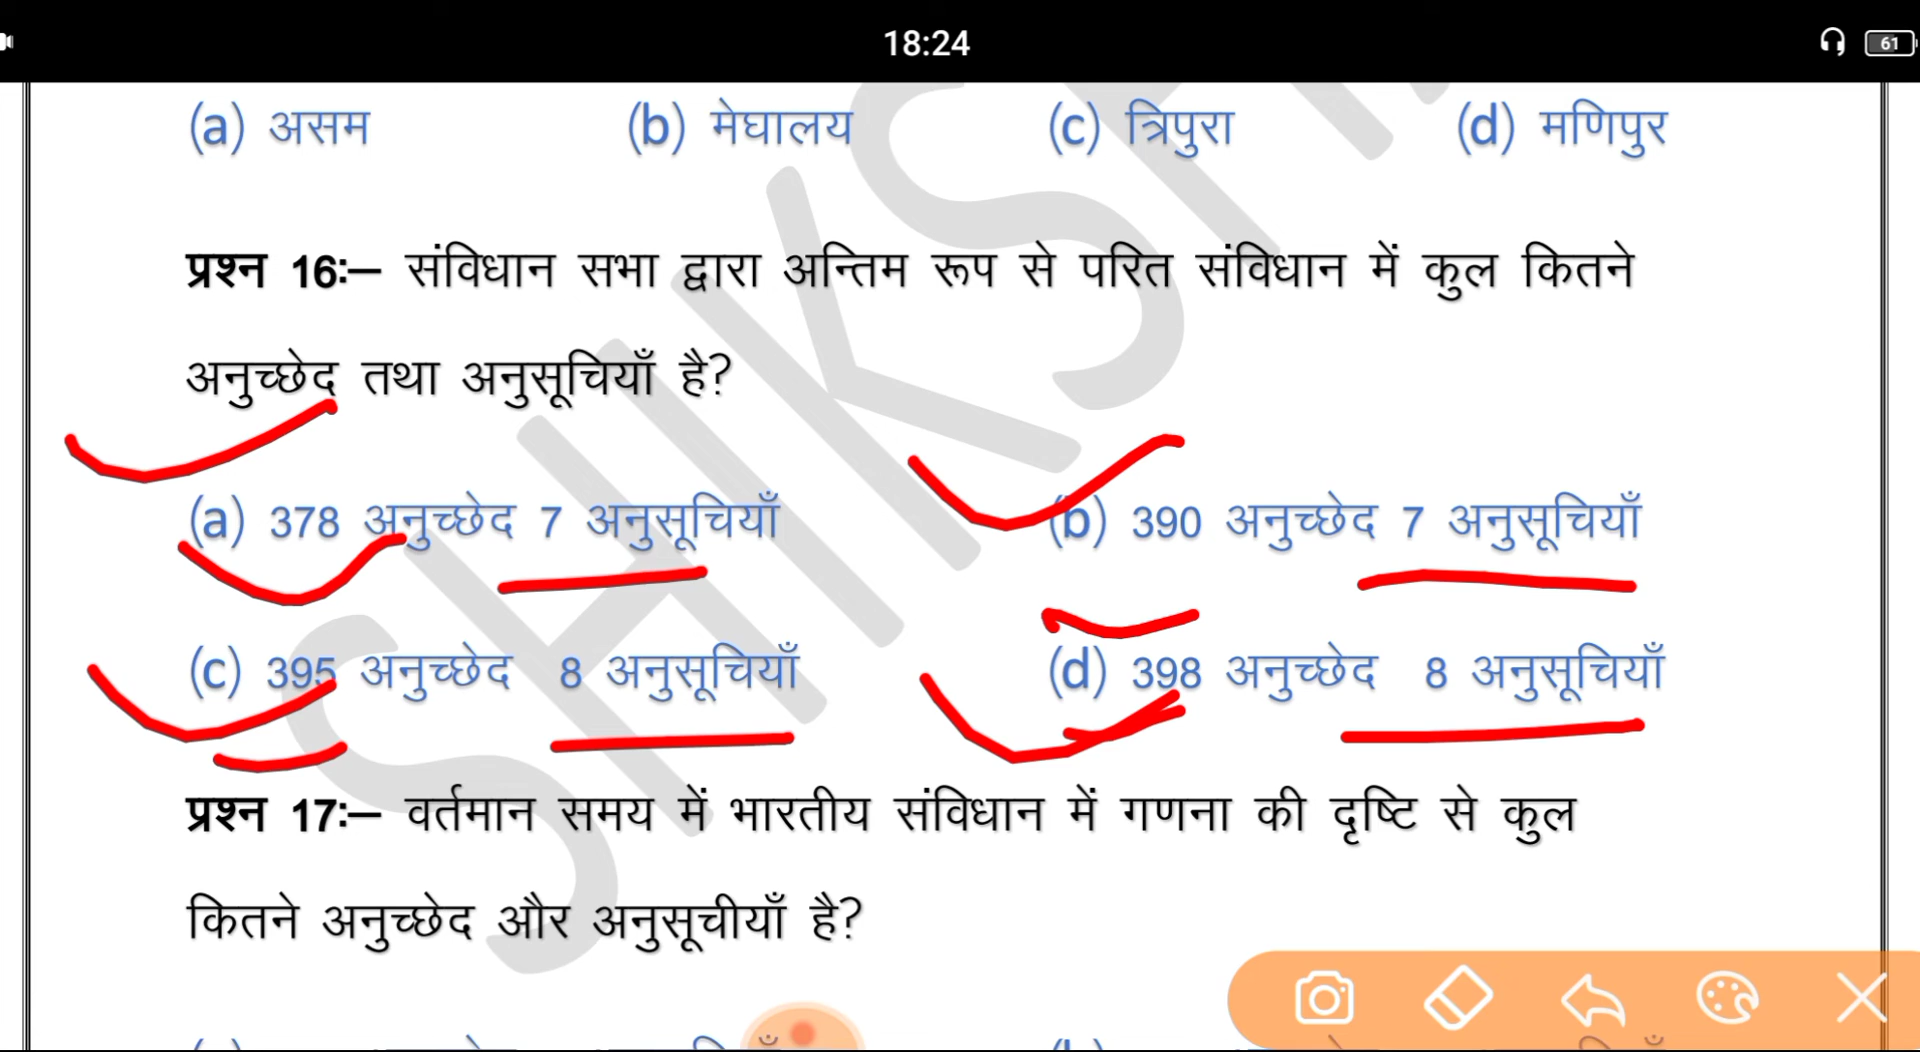 18:24
61
(a) असम (b) मेघालय (c) त्रिपुरा (d) मणिपुर
प्रश्न 16:– संविधान सभा द्वारा अन्तिम रूप से परित संविधान में कुल कितने
अनुच्छेद तथा अनुसूचियाँ है?
(a) 378 अनुच्छेद 7 अनुसूचियाँ (b) 390 अनुच्छेद 7 अनुसूचियाँ
(c) 395 अनुच्छेद 8 अनुसूचियाँ (d) 398 अनुच्छेद 8 अनुसूचियाँ
प्रश्न 17:– वर्तमान समय में भारतीय संविधान में गणना की दृष्टि से कुल
कितने अनुच्छेद और अनुसूचीयाँ है?